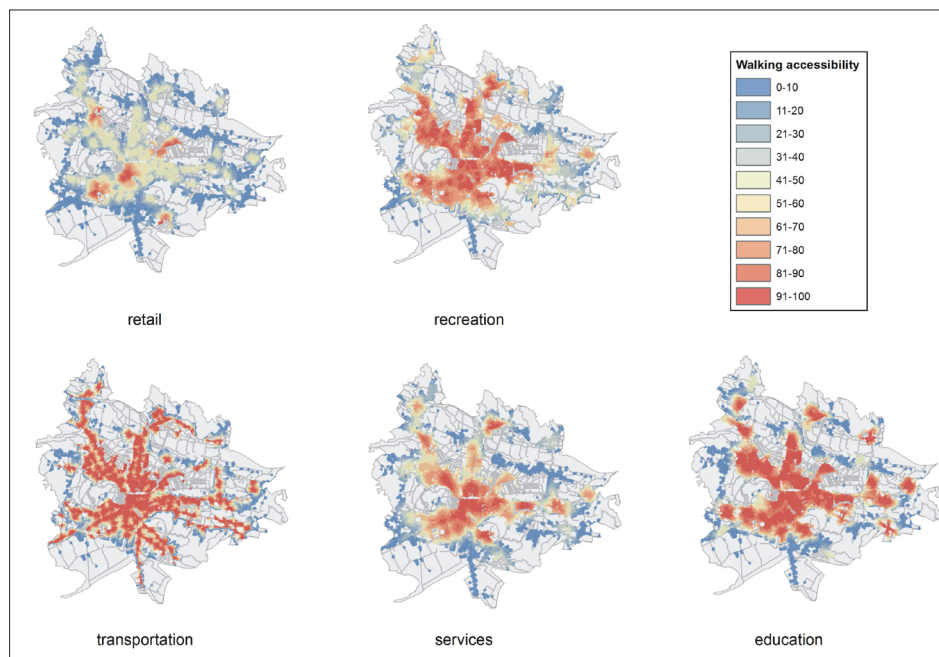 Walking accessibility
0-10
11-20
21-30
31-40
41-50
51-60
61-70
71-80
81-90
91-100
retail
recreation
transportation
services
education